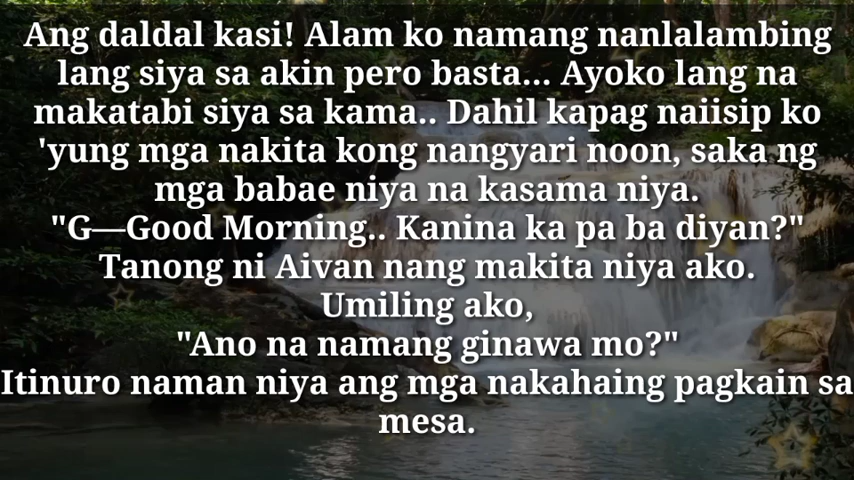 Ang daldal kasi! Alam ko namang nanlalambing
lang siya sa akin pero basta... Ayoko lang na
makatabi siya sa kama.. Dahil kapag naiisip ko
'yung mga nakita kong nangyari noon, saka ng
mga babae niya na kasama niya.
"G—Good Morning.. Kanina ka pa ba diyan?"
Tanong ni Aivan nang makita niya ako.
Umiling ako,
"Ano na namang ginawa mo?"
Itinuro naman niya ang mga nakahaing pagkain sa
mesa.